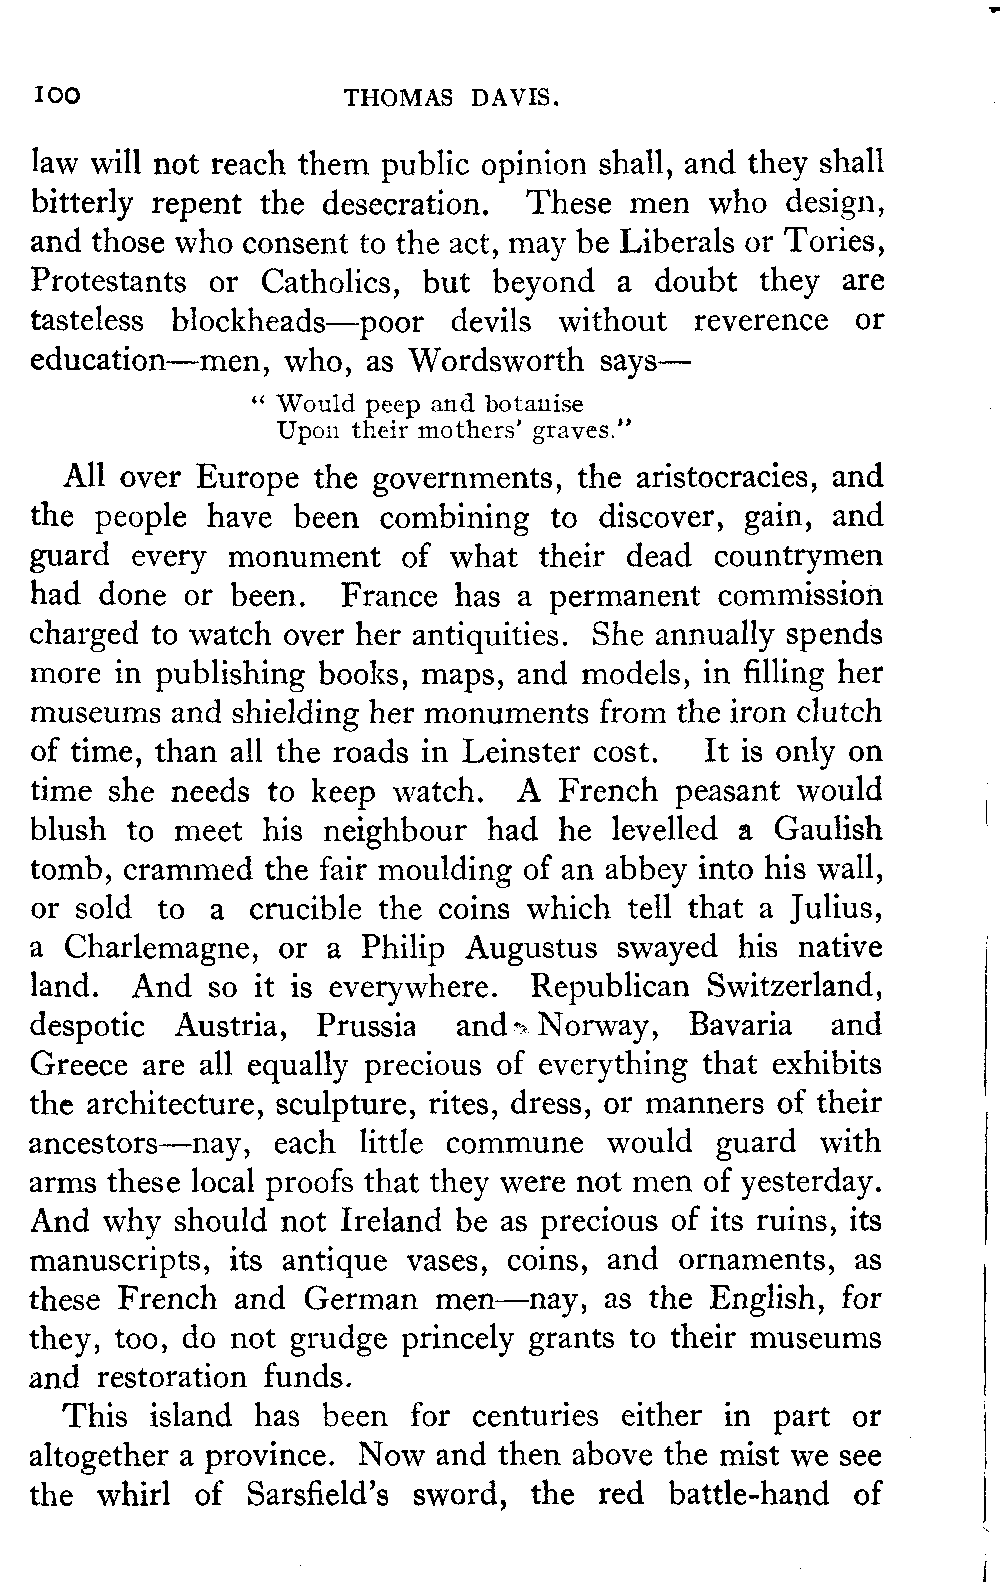 100 THOMAS DAVIS.
law will not reach them public opinion shall, and they shall
bitterly repent the desecration. These men who design,
and those who consent to the act, may be Liberals or Tories,
Protestants or Catholics, but beyond a doubt they are
tasteless blockheads—poor devils without reverence or
education—men, who, as Wordsworth says—
“ Would peep and botanise
Upon their mothers’ graves.”
All over Europe the governments, the aristocracies, and
the people have been combining to discover, gain, and
guard every monument of what their dead countrymen
had done or been. France has a permanent commission
charged to watch over her antiquities. She annually spends
more in publishing books, maps, and models, in filling her
museums and shielding her monuments from the iron clutch
of time, than all the roads in Leinster cost. It is only on
time she needs to keep watch. A French peasant would
blush to meet his neighbour had he levelled a Gaulish
tomb, crammed the fair moulding of an abbey into his wall,
or sold to a crucible the coins which tell that a Julius,
a Charlemagne, or a Philip Augustus swayed his native
land. And so it is everywhere. Republican Switzerland,
despotic Austria, Prussia and Norway, Bavaria and
Greece are all equally precious of everything that exhibits
the architecture, sculpture, rites, dress, or manners of their
ancestors—nay, each little commune would guard with
arms these local proofs that they were not men of yesterday.
And why should not Ireland be as precious of its ruins, its
manuscripts, its antique vases, coins, and ornaments, as
these French and German men—nay, as the English, for
they, too, do not grudge princely grants to their museums
and restoration funds.
This island has been for centuries either in part or
altogether a province. Now and then above the mist we see
the whirl of Sarsfield’s sword, the red battle-hand of